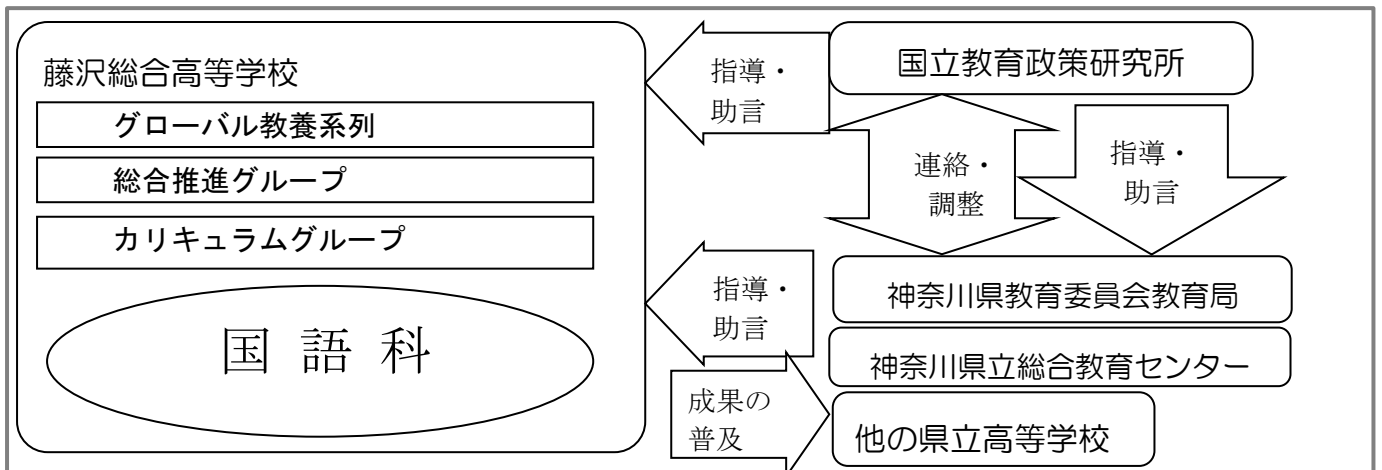 藤沢総合高等学校
グローバル教養系列
総合推進グループ
カリキュラムグループ
国 語 科
指導・
助言
国立教育政策研究所
連絡・
調整
指導・
助言
指導・
助言
神奈川県教育委員会教育局
神奈川県立総合教育センター
成果の
普及
他の県立高等学校